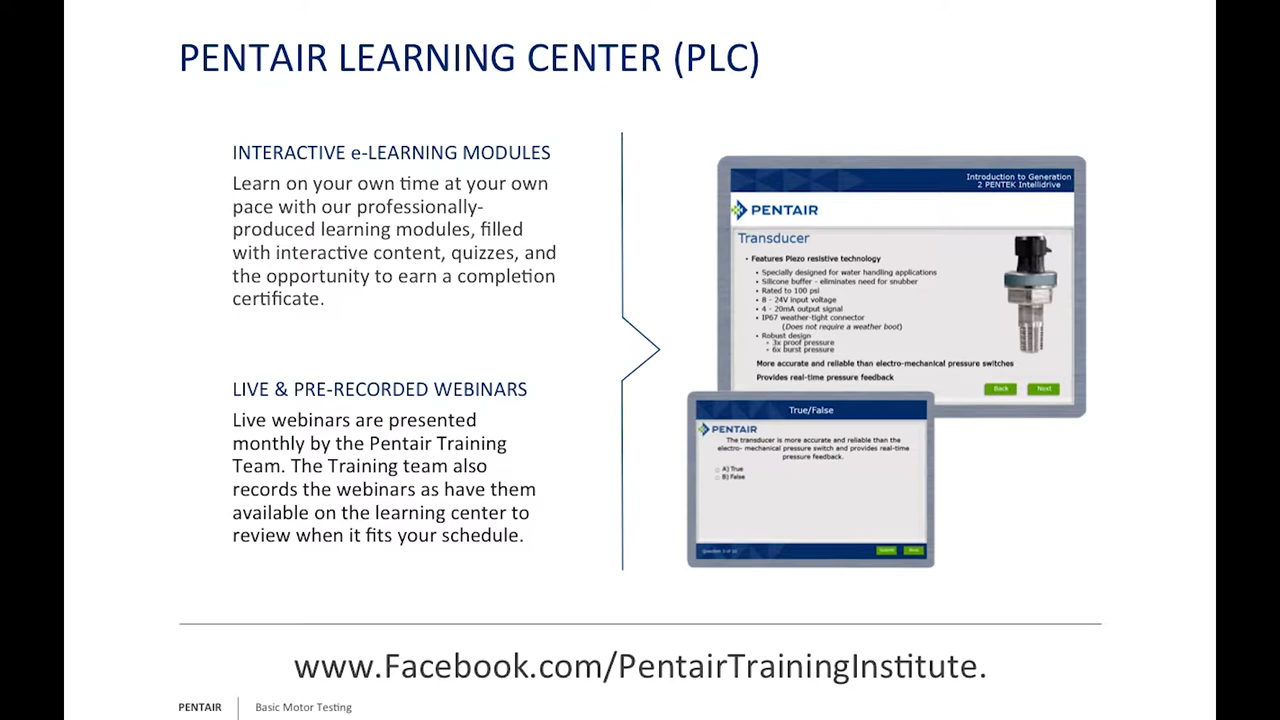 PENTAIR LEARNING CENTER (PLC)
INTERACTIVE e-LEARNING MODULES
Learn on your own time at your own
pace with our professionally-
produced learning modules, filled
with interactive content, quizzes, and
the opportunity to earn a completion
certificate.
LIVE & PRE-RECORDED WEBINARS
Live webinars are presented
monthly by the Pentair Training
Team. The Training team also
records the webinars as have them
available on the learning center to
review when it fits your schedule.
Introduction to Generation
2 PENTEK Intellidrive
PENTAIR
Transducer
• Features Piezo resistive technology
• Specially designed for water handling applications
• Silicone buffer - eliminates need for snubber
• Rated to 100 psi
• 8 - 24V input voltage
• 4 - 20mA output signal
• IP67 weather-tight connector
(Does not require a weather boot)
• Robust design
• 3x proof pressure
• 6x burst pressure
More accurate and reliable than electro-mechanical pressure switches
Provides real-time pressure feedback
Back Next
True/False
PENTAIR
The transducer is more accurate and reliable than the
electro- mechanical pressure switch and provides real-time
pressure feedback.
A) True
B) False
Submit Next
www.Facebook.com/PentairTrainingInstitute.
PENTAIR Basic Motor Testing